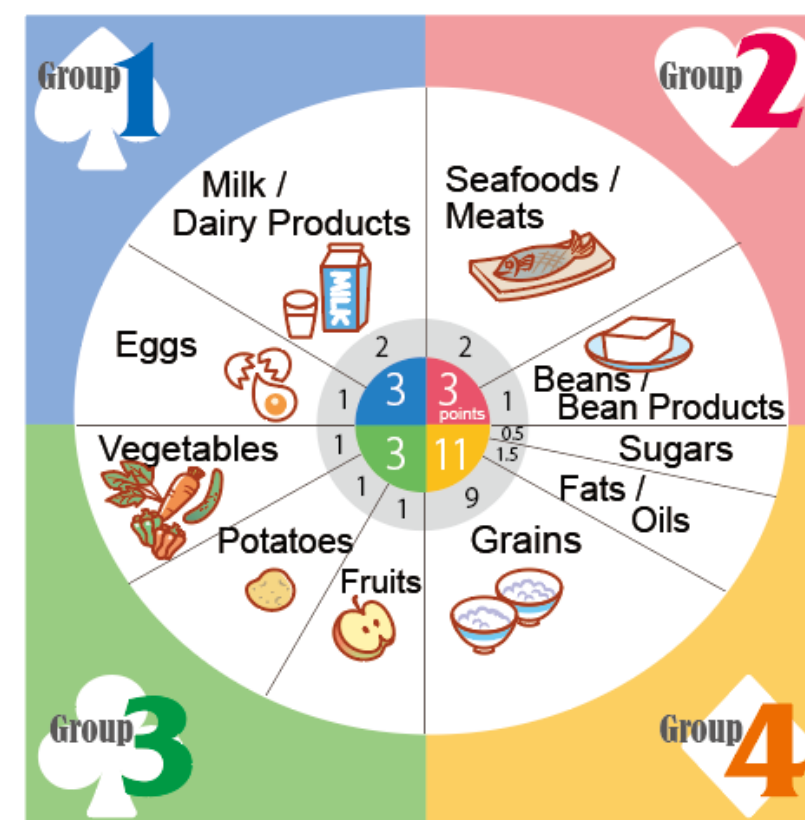 Group 1
Group 2
Milk /
Dairy Products
Seafoods /
Meats
MILK
Eggs
Beans /
Bean Products
2
2
1
3
3
points
1
Vegetables
1
3
11
0.5
1.5
Sugars
1
1
9
Fats /
Oils
Potatoes
Fruits
Grains
Group 3
Group 4